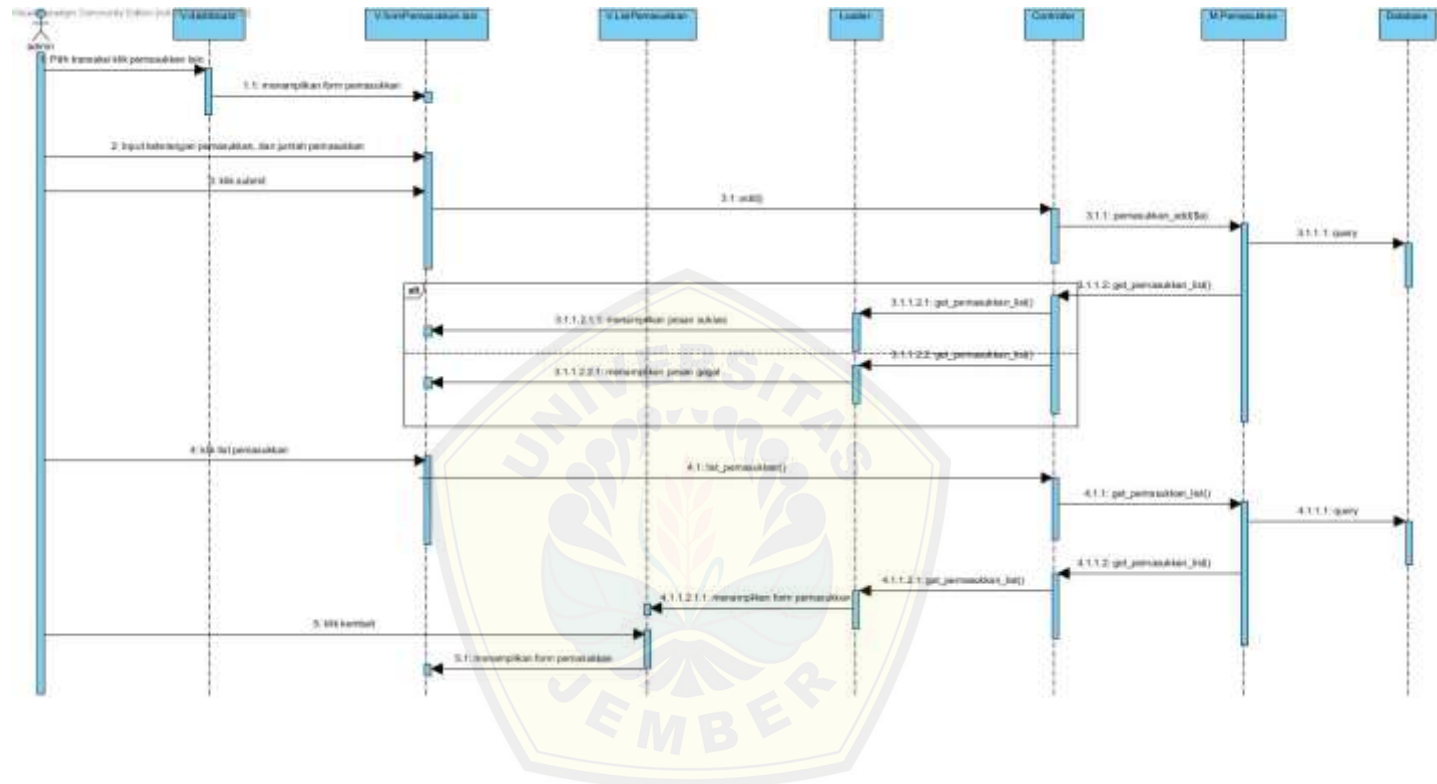 admin
V.dashboard
V.formPemasukkan lain
V.ListPemasukkan
Loader
Controller
M.Pemasukkan
Database
1: Pilih transaksi klik pemasukkan lain
1.1: menampilkan form pemasukkan
2: Input keterangan pemasukkan, dan jumlah pemasukkan
3: klik submit
3.1: add()
3.1.1: pemasukkan_add($a)
3.1.1.1: query
alt
3.1.1.2: get_pemasukkan_list()
3.1.1.2.1: get_pemasukkan_list()
3.1.1.2.1.1: menampilkan pesan sukses
3.1.1.2.2: get_pemasukkan_list()
3.1.1.2.2.1: menampilkan pesan gagal
4: klik list pemasukkan
4.1: list_pemasukkan()
4.1.1: get_pemasukkan_list()
4.1.1.1: query
4.1.1.2: get_pemasukkan_list()
4.1.1.2.1: get_pemasukkan_list()
4.1.1.2.1.1: menampilkan form pemasukkan
5: klik kembali
5.1: menampilkan form pemasukkan
UNIVERSITAS
JEMBER